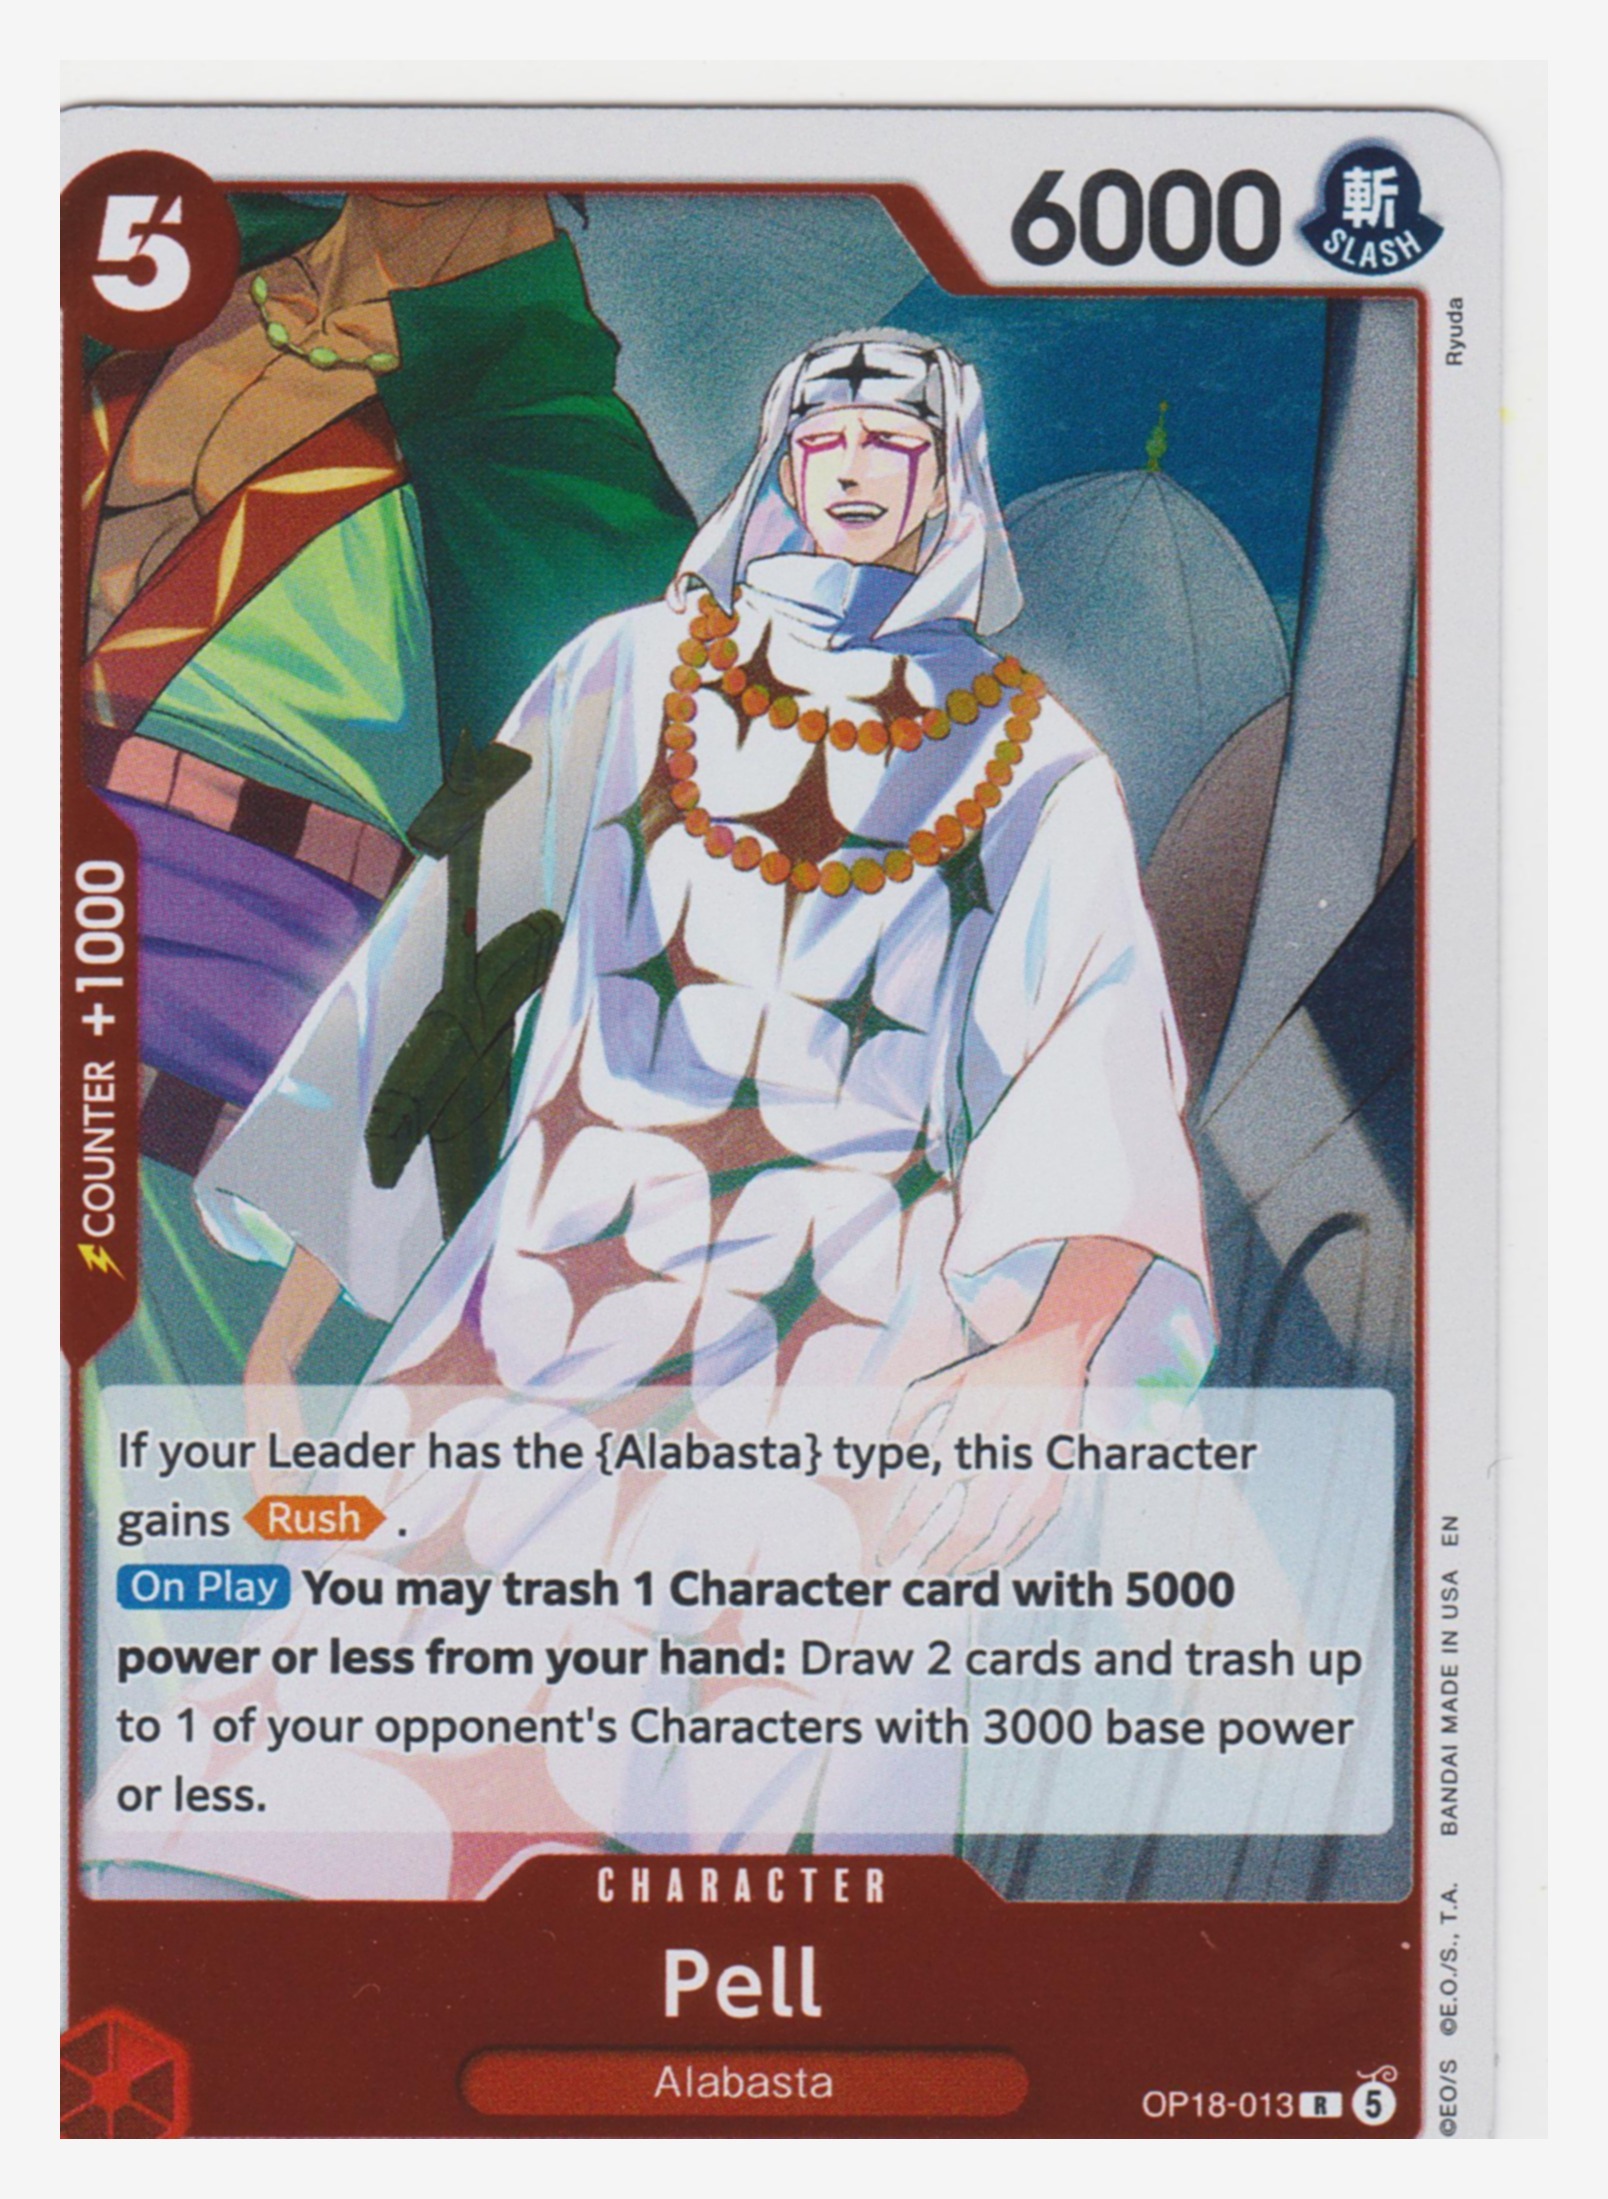 5
6000
斬
SLASH
Ryuda
COUNTER +1000
If your Leader has the {Alabasta} type, this Character
gains Rush .
On Play You may trash 1 Character card with 5000
power or less from your hand: Draw 2 cards and trash up
to 1 of your opponent's Characters with 3000 base power
or less.
CHARACTER
Pell
Alabasta
OP18-013 R 5
©EO/S ©E.O./S., T.A. BANDAI MADE IN USA EN